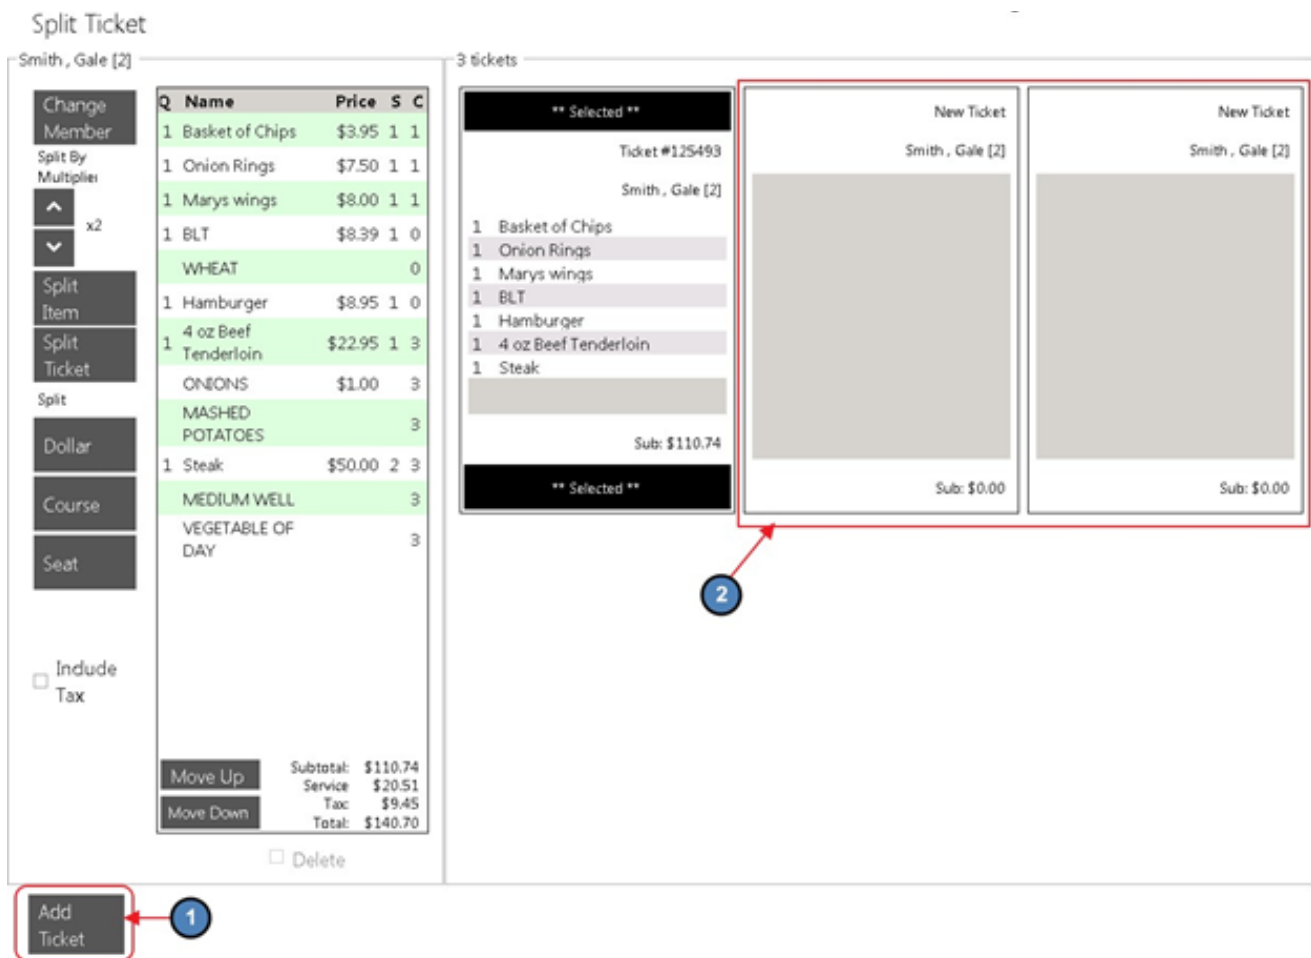 Split Ticket
Smith , Gale [2]
Change
Member
Split By
Multiplier
x2
Split
Item
Split
Ticket
Split
Dollar
Course
Seat
Include
Tax
Q Name Price S C
1 Basket of Chips $3.95 1 1
1 Onion Rings $7.50 1 1
1 Marys wings $8.00 1 1
1 BLT $8.39 1 0
WHEAT 0
1 Hamburger $8.95 1 0
4 oz Beef
1 Tenderloin $22.95 1 3
ONIONS $1.00 3
MASHED
POTATOES 3
1 Steak $50.00 2 3
MEDIUM WELL 3
VEGETABLE OF
DAY 3
Move Up
Move Down
Subtotal: $110.74
Service $20.51
Tax: $9.45
Total: $140.70
Delete
3 tickets
** Selected **
Ticket #125493
Smith , Gale [2]
1 Basket of Chips
1 Onion Rings
1 Marys wings
1 BLT
1 Hamburger
1 4 oz Beef Tenderloin
1 Steak
Sub: $110.74
** Selected **
New Ticket
Smith , Gale [2]
Sub: $0.00
New Ticket
Smith , Gale [2]
Sub: $0.00
2
Add
Ticket
1